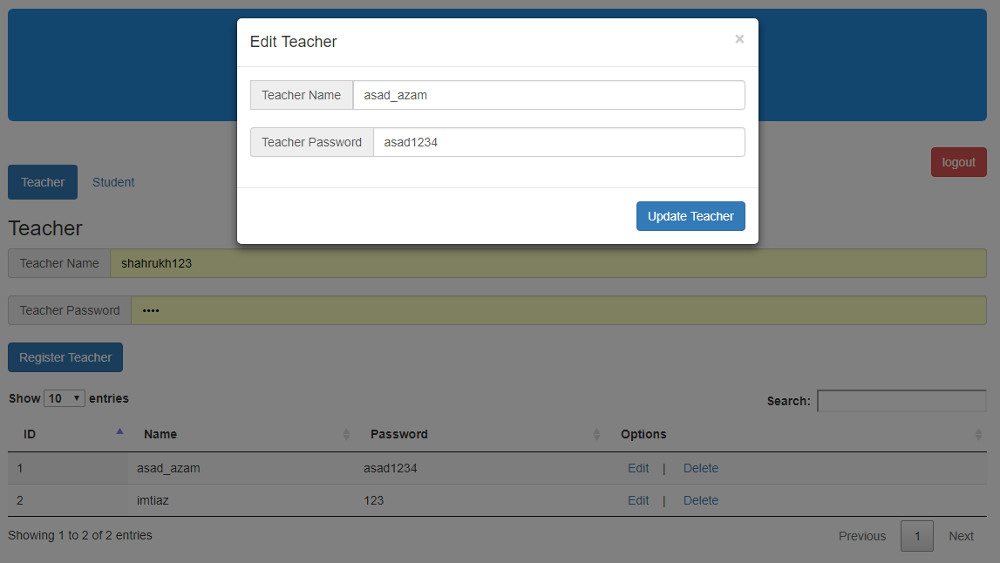 Edit Teacher ×
Teacher Name asad_azam
Teacher Password asad1234
Update Teacher
logout
Teacher Student
Teacher
Teacher Name shahrukh123
Teacher Password ••••
Register Teacher
Show 10 entries Search:
ID Name Password Options
1 asad_azam asad1234 Edit | Delete
2 imtiaz 123 Edit | Delete
Showing 1 to 2 of 2 entries Previous 1 Next